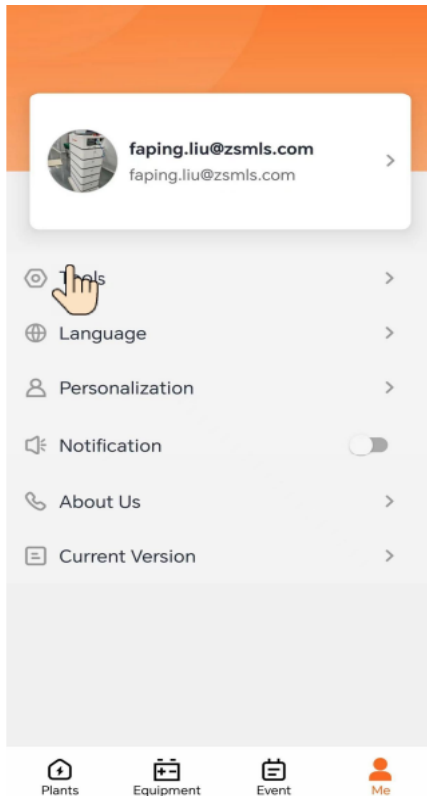 faping.liu@zsmls.com
faping.liu@zsmls.com
Tools
Language
Personalization
Notification
About Us
Current Version
Plants
Equipment
Event
Me